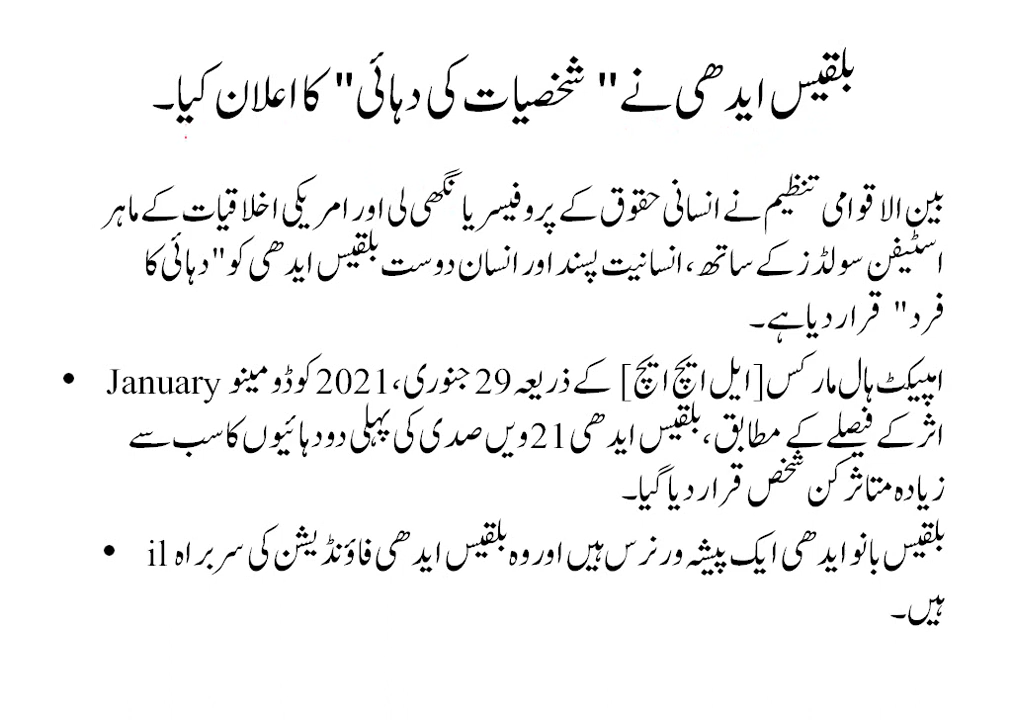 بلقیس ایدھی نے " شخصیات کی دہائی" کا اعلان کیا۔
بین الاقوامی تنظیم نے انسانی حقوق کے پروفیسر یانگھی لی اور امریکی اخلاقیات کے ماہر
اسٹیفن سولڈز کے ساتھ ، انسانیت پسند اور انسان دوست بلقیس ایدھی کو "دہائی کا
فرد" قرار دیا ہے۔
• January امپیکٹ ہال مارکس [ایل ایچ ایچ] کے ذریعہ 29 جنوری، 2021 کو ڈومینو
اثر کے فیصلے کے مطابق ، بلقیس ایدھی 21 ویں صدی کی پہلی دو دہائیوں کا سب سے
زیادہ متاثر کن شخص قرار دیا گیا۔
• il بلقیس بانو ایدھی ایک پیشہ ور نرس ہیں اور وہ بلقیس ایدھی فاؤنڈیشن کی سربراہ
ہیں۔